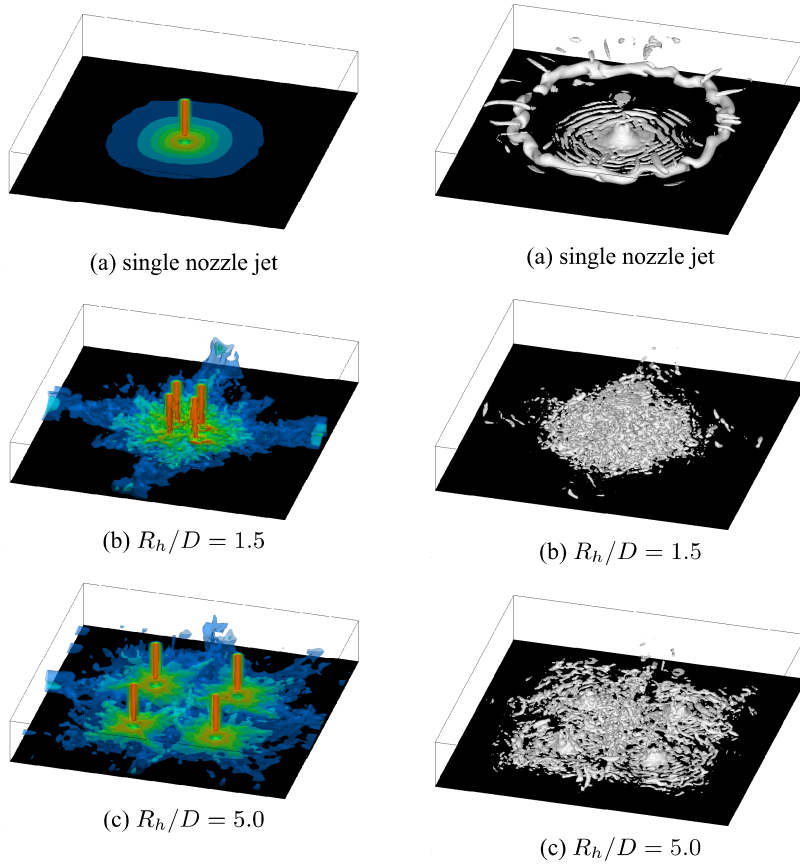 (a) single nozzle jet
(a) single nozzle jet
(b) R_h/D = 1.5
(b) R_h/D = 1.5
(c) R_h/D = 5.0
(c) R_h/D = 5.0